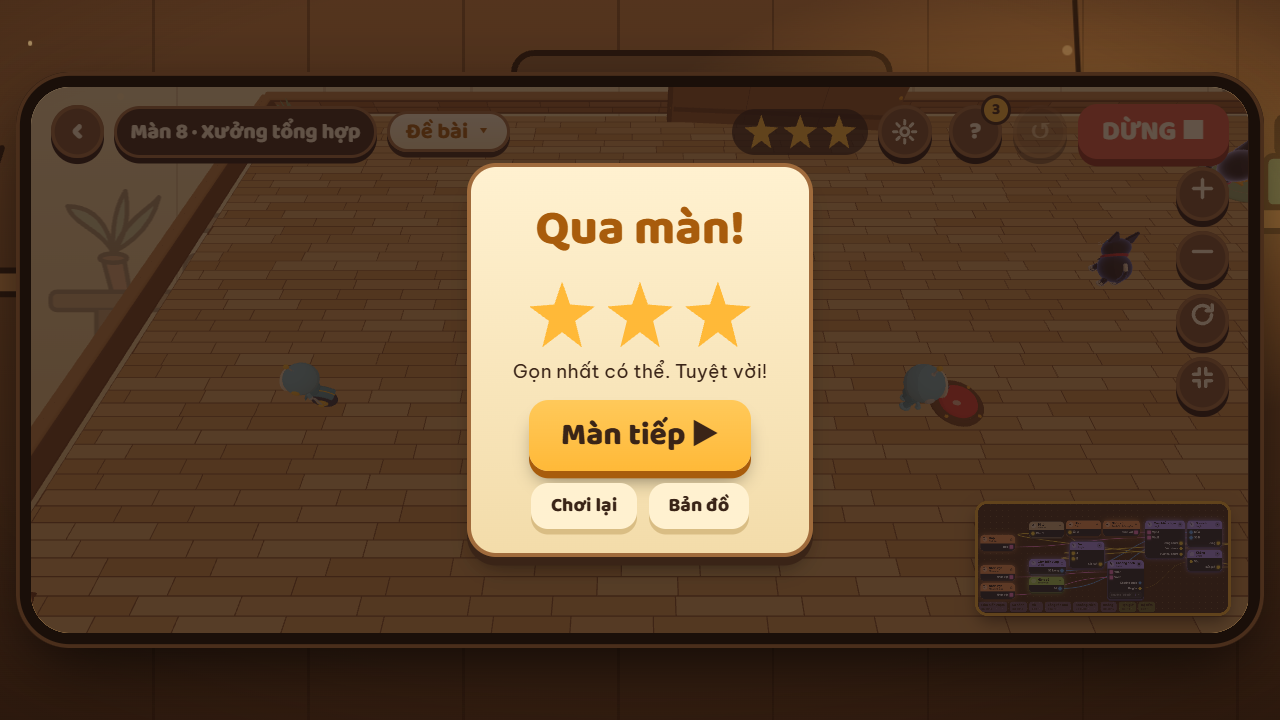 Màn 8 · Xưởng tổng hợp
Đề bài
?
3
DỪNG
Qua màn!
Gọn nhất có thể. Tuyệt vời!
Màn tiếp
Chơi lại
Bản đồ